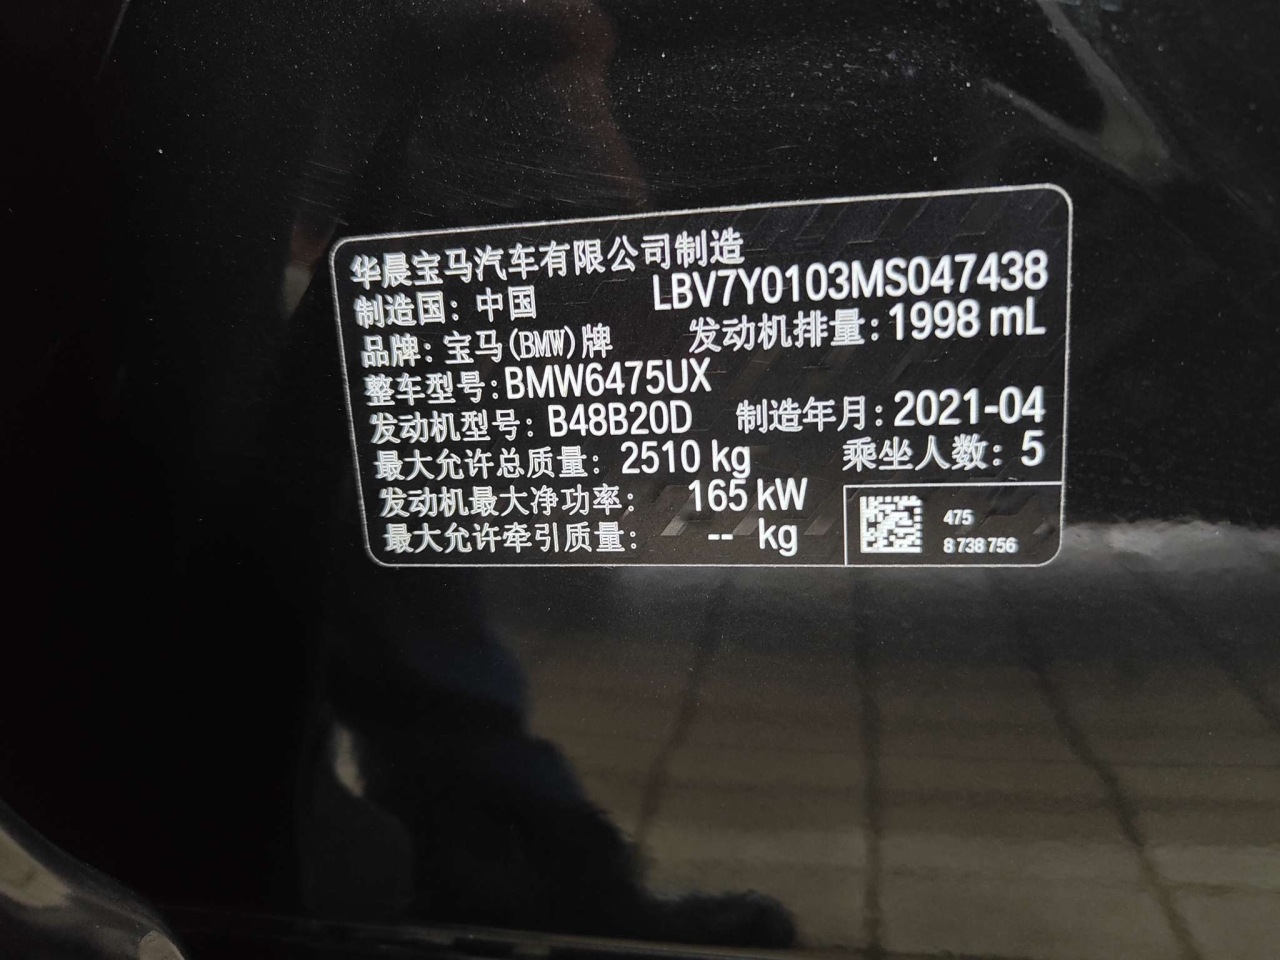 华晨宝马汽车有限公司制造
制造国：中国 LBV7Y0103MS047438
品牌：宝马(BMW)牌 发动机排量：1998 mL
整车型号：BMW6475UX
发动机型号：B48B20D 制造年月：2021-04
最大允许总质量：2510 kg 乘坐人数：5
发动机最大净功率：165 kW
最大允许牵引质量：-- kg
475
8 738 756